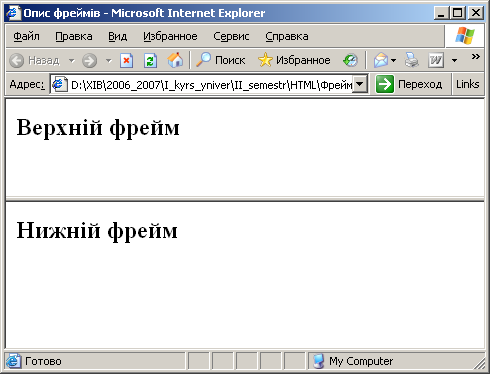 Опис фреймів - Microsoft Internet Explorer
Файл Правка Вид Избранное Сервис Справка
Назад Поиск Избранное W »
Адрес: D:\XIB\2006_2007\I_kyrs_yniver\II_semestr\HTML\Фрейм Переход Links
Верхній фрейм
Нижній фрейм
Готово My Computer